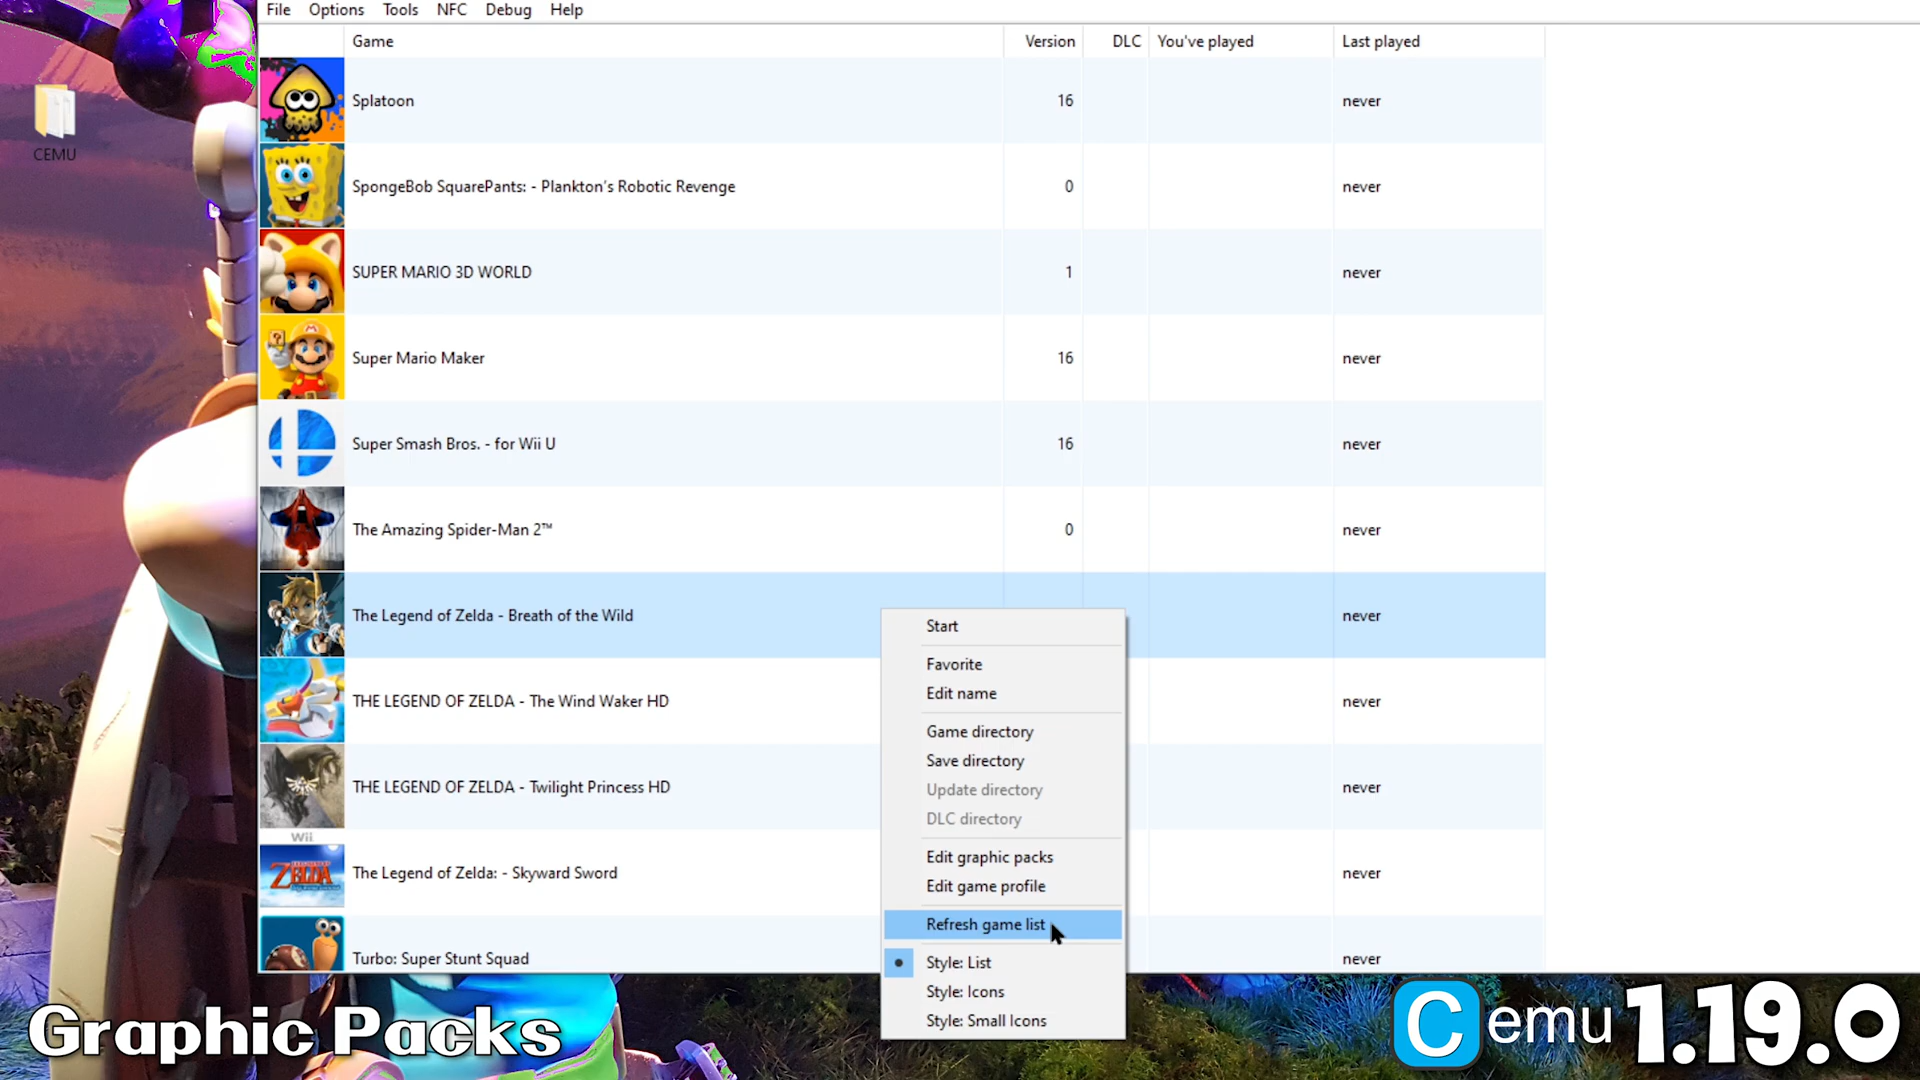 File Options Tools NFC Debug Help
Game Version DLC You've played Last played
CEMU
Splatoon 16 never
SpongeBob SquarePants: - Plankton's Robotic Revenge 0 never
SUPER MARIO 3D WORLD 1 never
Super Mario Maker 16 never
Super Smash Bros. - for Wii U 16 never
The Amazing Spider-Man 2™ 0 never
The Legend of Zelda - Breath of the Wild never
THE LEGEND OF ZELDA - The Wind Waker HD never
THE LEGEND OF ZELDA - Twilight Princess HD never
Wii
ZELDA
The Legend of Zelda: - Skyward Sword never
Turbo: Super Stunt Squad never
Start
Favorite
Edit name
Game directory
Save directory
Update directory
DLC directory
Edit graphic packs
Edit game profile
Refresh game list
Style: List
Style: Icons
Style: Small Icons
Graphic Packs
Cemu 1.19.0